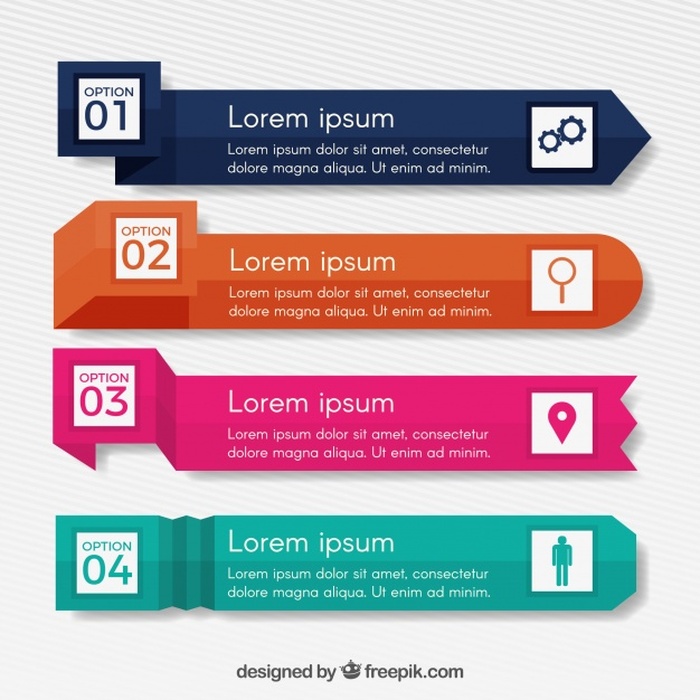 OPTION
01
Lorem ipsum
Lorem ipsum dolor sit amet, consectetur
dolore magna aliqua. Ut enim ad minim.
OPTION
02
Lorem ipsum
Lorem ipsum dolor sit amet, consectetur
dolore magna aliqua. Ut enim ad minim.
OPTION
03
Lorem ipsum
Lorem ipsum dolor sit amet, consectetur
dolore magna aliqua. Ut enim ad minim.
OPTION
04
Lorem ipsum
Lorem ipsum dolor sit amet, consectetur
dolore magna aliqua. Ut enim ad minim.
designed by freepik.com